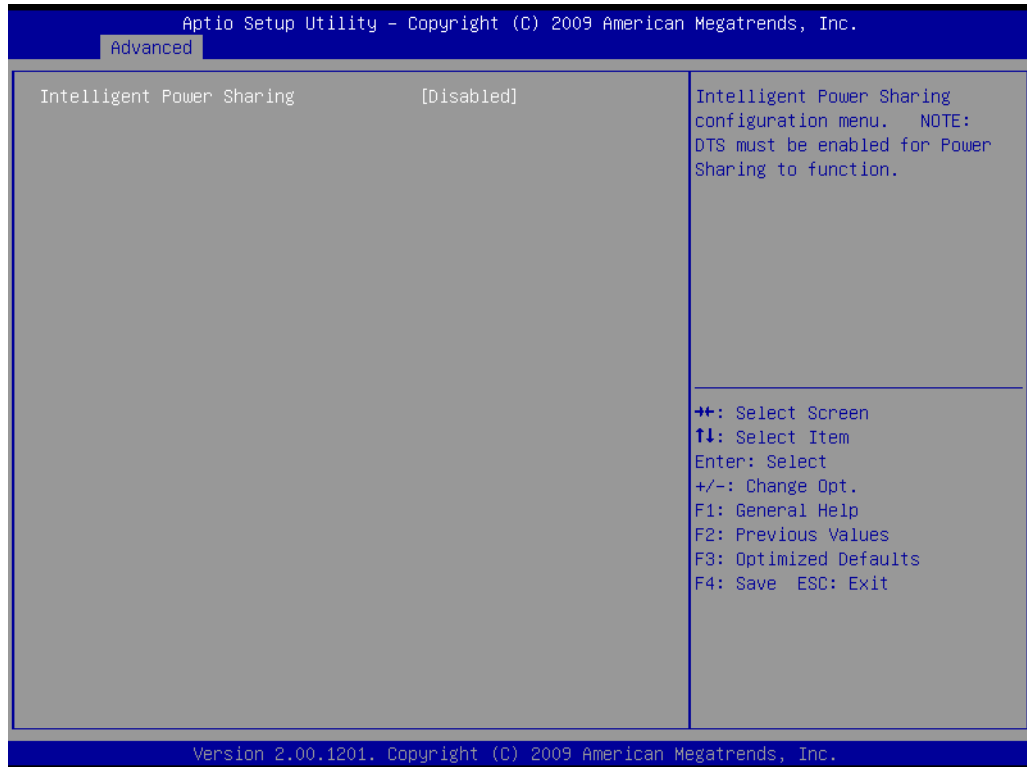 Aptio Setup Utility – Copyright (C) 2009 American Megatrends, Inc.
Advanced
Intelligent Power Sharing [Disabled]
Intelligent Power Sharing
configuration menu. NOTE:
DTS must be enabled for Power
Sharing to function.
→←: Select Screen
↑↓: Select Item
Enter: Select
+/-: Change Opt.
F1: General Help
F2: Previous Values
F3: Optimized Defaults
F4: Save ESC: Exit
Version 2.00.1201. Copyright (C) 2009 American Megatrends, Inc.